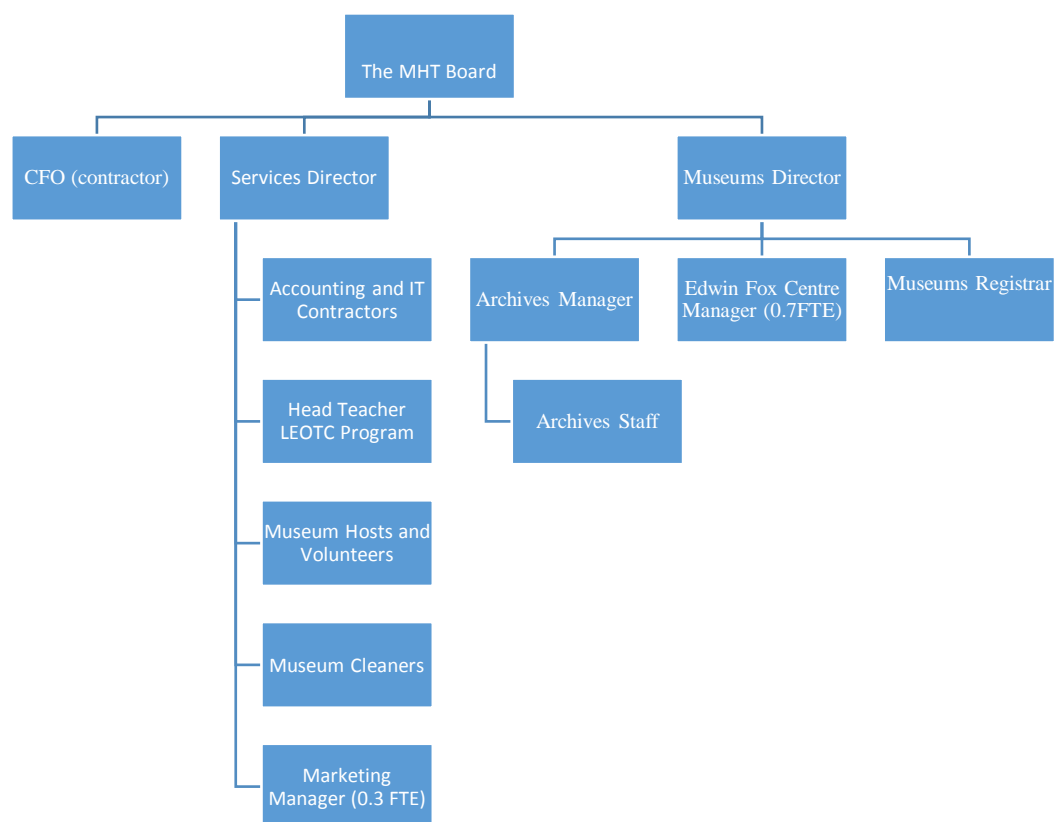 The MHT Board
CFO (contractor)
Services Director
Museums Director
Accounting and IT
Contractors
Head Teacher
LEOTC Program
Museum Hosts and
Volunteers
Museum Cleaners
Marketing
Manager (0.3 FTE)
Archives Manager
Archives Staff
Edwin Fox Centre
Manager (0.7FTE)
Museums Registrar